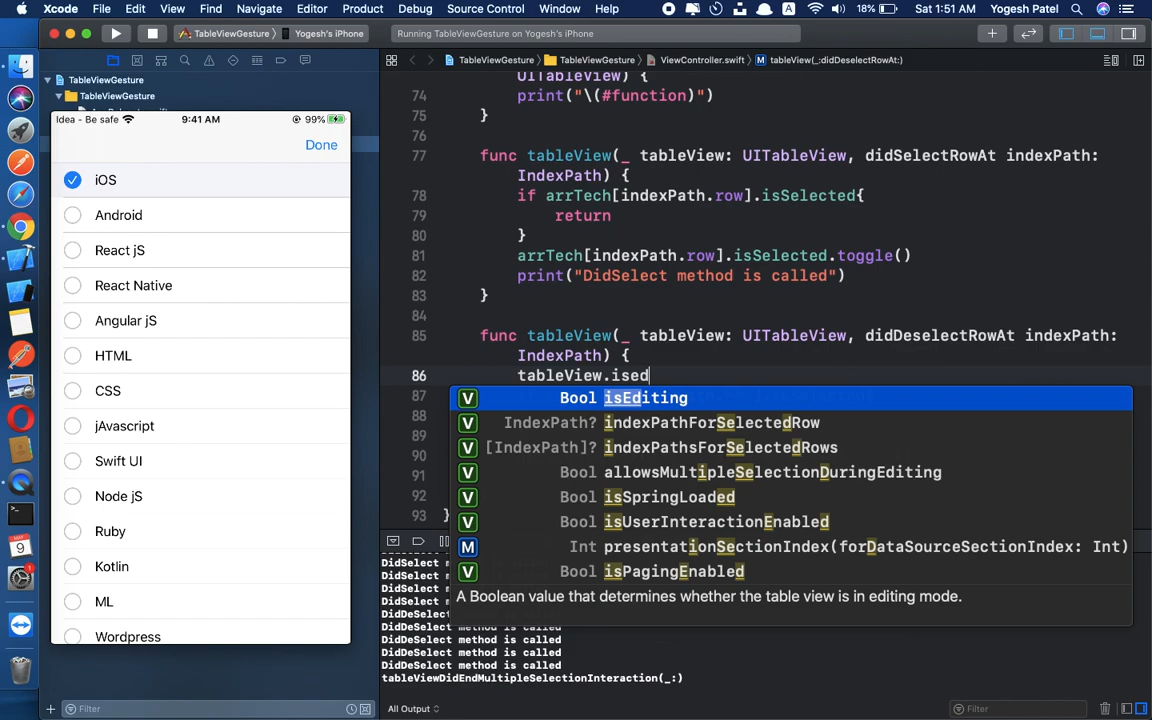 Xcode File Edit View Find Navigate Editor Product Debug Source Control Window Help A 18% Sat 1:51 AM Yogesh Patel
TableViewGesture Yogesh's iPhone Running TableViewGesture on Yogesh's iPhone
TableViewGesture TableViewGesture ViewController.swift M tableView(_:didDeselectRowAt:)
TableViewGesture
TableViewGesture
Idea - Be safe 9:41 AM 99%
Done
iOS
Android
React jS
React Native
Angular jS
HTML
CSS
jAvascript
Swift UI
Node jS
Ruby
Kotlin
ML
Wordpress
Filter
UITableView) {
74 print("\(#function)")
75 }
76
77 func tableView(_ tableView: UITableView, didSelectRowAt indexPath:
IndexPath) {
78 if arrTech[indexPath.row].isSelected{
79 return
80 }
81 arrTech[indexPath.row].isSelected.toggle()
82 print("DidSelect method is called")
83 }
84
85 func tableView(_ tableView: UITableView, didDeselectRowAt indexPath:
IndexPath) {
86 tableView.ised
87
88
89
90
91
92
93 }
V Bool isEditing
V IndexPath? indexPathForSelectedRow
V [IndexPath]? indexPathsForSelectedRows
V Bool allowsMultipleSelectionDuringEditing
V Bool isSpringLoaded
V Bool isUserInteractionEnabled
M Int presentationSectionIndex(forDataSourceSectionIndex: Int)
V Bool isPagingEnabled
A Boolean value that determines whether the table view is in editing mode.
DidSelect
DidSelect
DidSelect
DidSelect
DidDeSelect
DidDeSelect method is called
DidDeSelect method is called
DidDeSelect method is called
DidDeSelect method is called
tableViewDidEndMultipleSelectionInteraction(_:)
All Output Filter